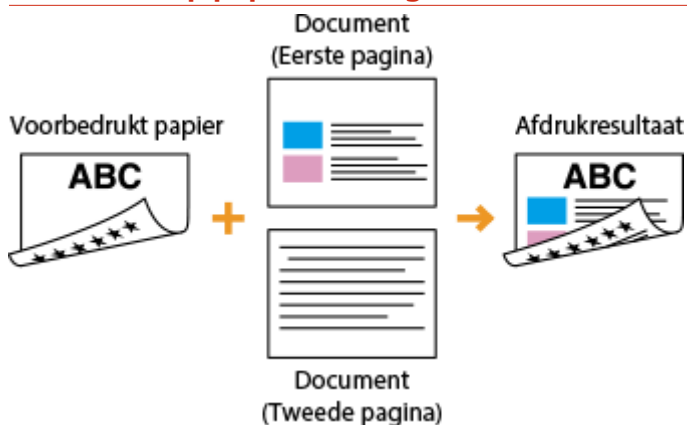 Document
(Eerste pagina)
Voorbedrukt papier
Afdrukresultaat
ABC
ABC
Document
(Tweede pagina)